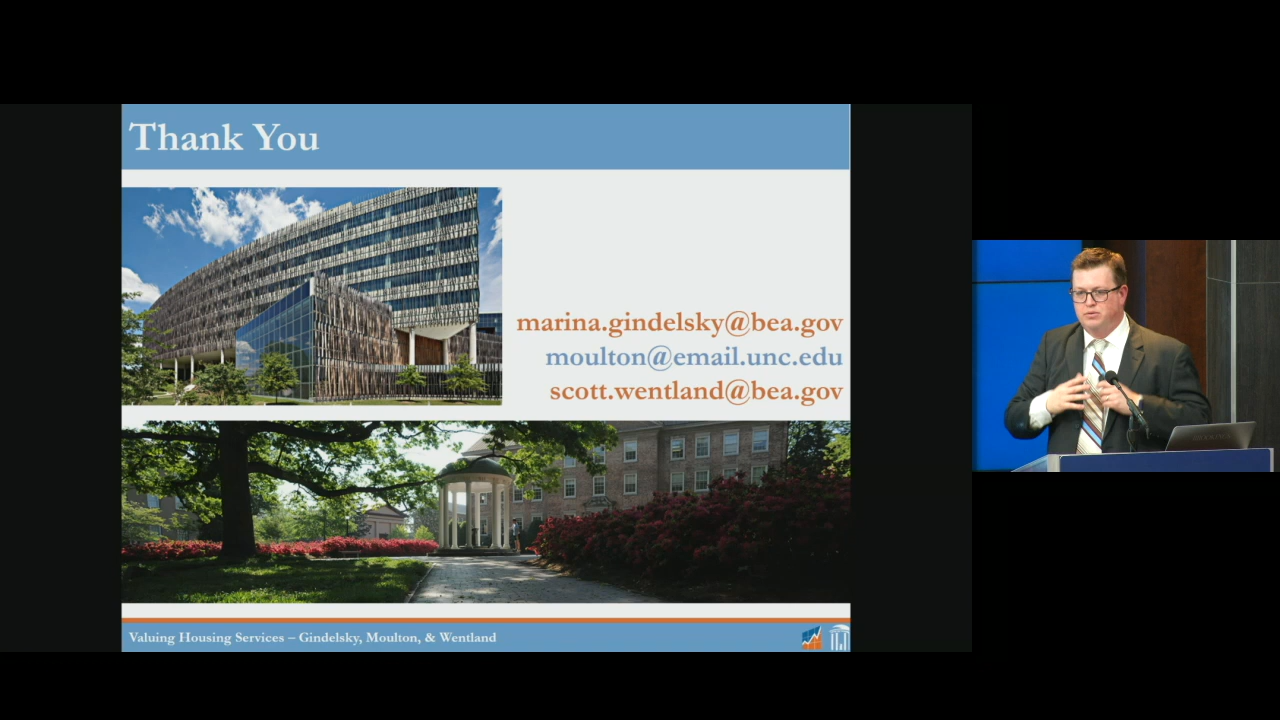 Thank You
marina.gindelsky@bea.gov
moulton@email.unc.edu
scott.wentland@bea.gov
Valuing Housing Services – Gindelsky, Moulton, & Wentland
BROOKINGS